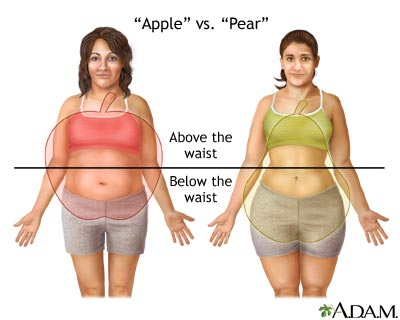 “Apple” vs. “Pear”
Above the
waist
Below the
waist
A.D.A.M.